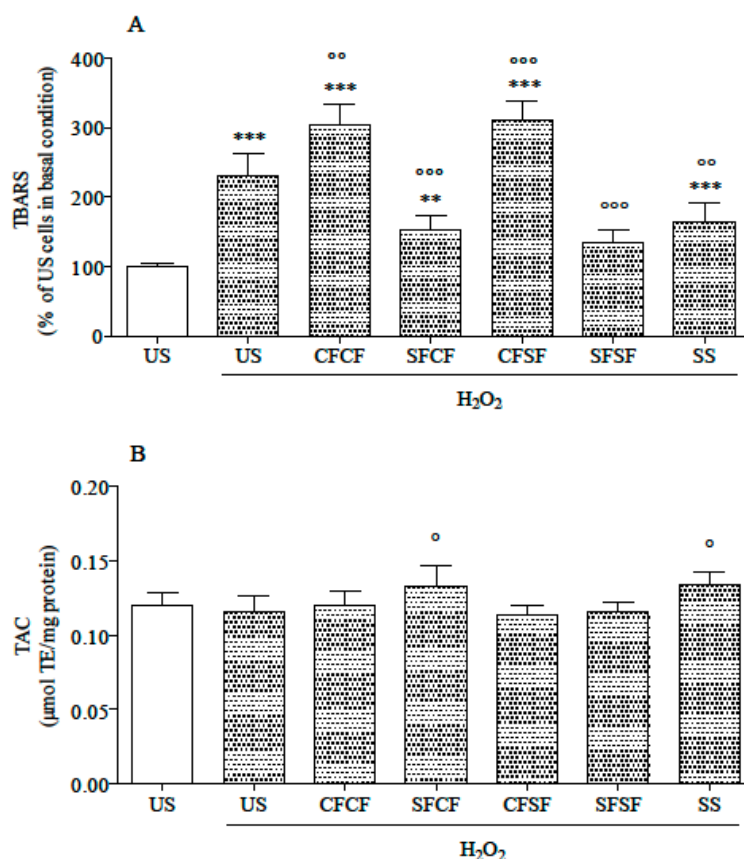 A
TBARS
(% of US cells in basal condition)
400
300
200
100
0
***
°°
***
°°°
**
°°°
***
°°°
°°
***
US US CFCF SFCF CFSF SFSF SS
H₂O₂
B
TAC
(µmol TE/mg protein)
0.20
0.15
0.10
0.05
0.00
°
°
US US CFCF SFCF CFSF SFSF SS
H₂O₂